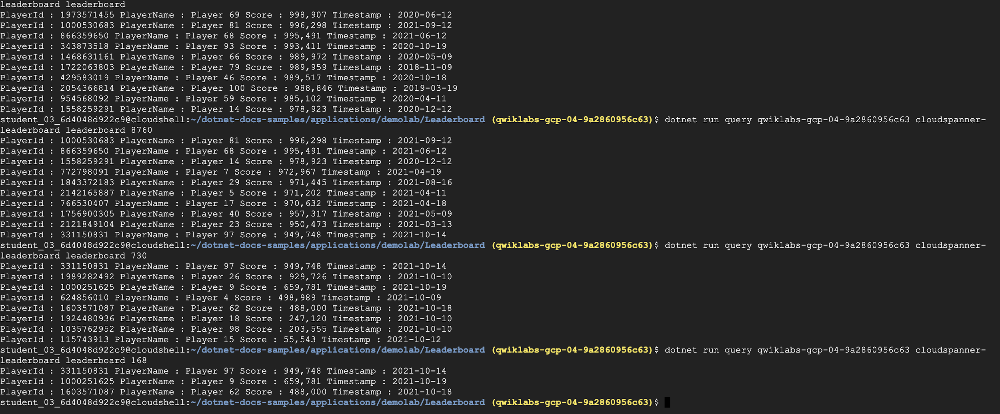 leaderboard leaderboard
PlayerId : 1973571455 PlayerName : Player 69 Score : 998,907 Timestamp : 2020-06-12
PlayerId : 1000530683 PlayerName : Player 81 Score : 996,298 Timestamp : 2021-09-12
PlayerId : 866359650 PlayerName : Player 68 Score : 995,491 Timestamp : 2021-06-12
PlayerId : 343873518 PlayerName : Player 93 Score : 993,411 Timestamp : 2020-10-19
PlayerId : 1468631161 PlayerName : Player 66 Score : 989,972 Timestamp : 2020-05-09
PlayerId : 1722063803 PlayerName : Player 79 Score : 989,959 Timestamp : 2018-11-09
PlayerId : 429583019 PlayerName : Player 46 Score : 989,517 Timestamp : 2020-10-18
PlayerId : 2054366814 PlayerName : Player 100 Score : 988,846 Timestamp : 2019-03-19
PlayerId : 954568092 PlayerName : Player 59 Score : 985,102 Timestamp : 2020-04-11
PlayerId : 1558259291 PlayerName : Player 14 Score : 978,923 Timestamp : 2020-12-12
student_03_6d4048d922c9@cloudshell:~/dotnet-docs-samples/applications/demolab/Leaderboard (qwiklabs-gcp-04-9a2860956c63)$ dotnet run query qwiklabs-gcp-04-9a2860956c63 cloudspanner-
leaderboard leaderboard 8760
PlayerId : 1000530683 PlayerName : Player 81 Score : 996,298 Timestamp : 2021-09-12
PlayerId : 866359650 PlayerName : Player 68 Score : 995,491 Timestamp : 2021-06-12
PlayerId : 1558259291 PlayerName : Player 14 Score : 978,923 Timestamp : 2020-12-12
PlayerId : 772798091 PlayerName : Player 7 Score : 972,967 Timestamp : 2021-04-19
PlayerId : 1843372183 PlayerName : Player 29 Score : 971,445 Timestamp : 2021-08-16
PlayerId : 2142165887 PlayerName : Player 5 Score : 971,202 Timestamp : 2021-04-11
PlayerId : 766530407 PlayerName : Player 17 Score : 970,632 Timestamp : 2021-04-18
PlayerId : 1756900305 PlayerName : Player 40 Score : 957,317 Timestamp : 2021-05-09
PlayerId : 2121849104 PlayerName : Player 23 Score : 950,473 Timestamp : 2021-03-13
PlayerId : 331150831 PlayerName : Player 97 Score : 949,748 Timestamp : 2021-10-14
student_03_6d4048d922c9@cloudshell:~/dotnet-docs-samples/applications/demolab/Leaderboard (qwiklabs-gcp-04-9a2860956c63)$ dotnet run query qwiklabs-gcp-04-9a2860956c63 cloudspanner-
leaderboard leaderboard 730
PlayerId : 331150831 PlayerName : Player 97 Score : 949,748 Timestamp : 2021-10-14
PlayerId : 1989282492 PlayerName : Player 26 Score : 929,726 Timestamp : 2021-10-10
PlayerId : 1000251625 PlayerName : Player 9 Score : 659,781 Timestamp : 2021-10-19
PlayerId : 624856010 PlayerName : Player 4 Score : 498,989 Timestamp : 2021-10-09
PlayerId : 1603571087 PlayerName : Player 62 Score : 488,000 Timestamp : 2021-10-18
PlayerId : 1924480936 PlayerName : Player 18 Score : 247,120 Timestamp : 2021-10-10
PlayerId : 1035762952 PlayerName : Player 98 Score : 203,555 Timestamp : 2021-10-10
PlayerId : 115743913 PlayerName : Player 15 Score : 55,543 Timestamp : 2021-10-12
student_03_6d4048d922c9@cloudshell:~/dotnet-docs-samples/applications/demolab/Leaderboard (qwiklabs-gcp-04-9a2860956c63)$ dotnet run query qwiklabs-gcp-04-9a2860956c63 cloudspanner-
leaderboard leaderboard 168
PlayerId : 331150831 PlayerName : Player 97 Score : 949,748 Timestamp : 2021-10-14
PlayerId : 1000251625 PlayerName : Player 9 Score : 659,781 Timestamp : 2021-10-19
PlayerId : 1603571087 PlayerName : Player 62 Score : 488,000 Timestamp : 2021-10-18
student_03_6d4048d922c9@cloudshell:~/dotnet-docs-samples/applications/demolab/Leaderboard (qwiklabs-gcp-04-9a2860956c63)$